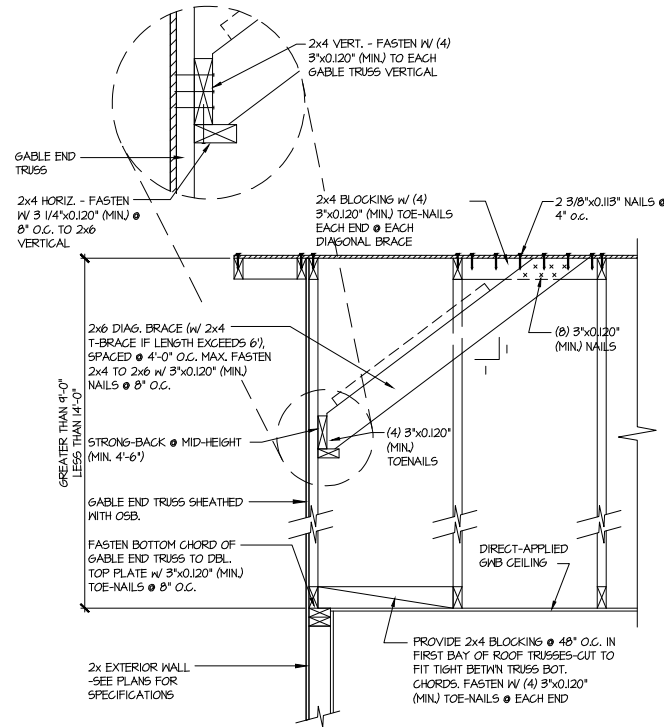 2x4 VERT. - FASTEN W/ (4)
3"x0.120" (MIN.) TO EACH
GABLE TRUSS VERTICAL
GABLE END
TRUSS
2x4 HORIZ. - FASTEN
W/ 3 1/4"x0.120" (MIN.) @
8" O.C. TO 2x6
VERTICAL
2x4 BLOCKING W/ (4)
3"x0.120" (MIN.) TOE-NAILS
EACH END @ EACH
DIAGONAL BRACE
2 3/8"x0.113" NAILS @
4" o.c.
2x6 DIAG. BRACE (W/ 2x4
T-BRACE IF LENGTH EXCEEDS 6'),
SPACED @ 4'-0" O.C. MAX. FASTEN
2x4 TO 2x6 W/ 3"x0.120" (MIN.)
NAILS @ 8" O.C.
(8) 3"x0.120"
(MIN.) NAILS
1
1
GREATER THAN 9'-0"
LESS THAN 14'-0"
STRONG-BACK @ MID-HEIGHT
(MIN. 4'-6")
(4) 3"x0.120"
(MIN.)
TOENAILS
GABLE END TRUSS SHEATHED
WITH OSB.
FASTEN BOTTOM CHORD OF
GABLE END TRUSS TO DBL.
TOP PLATE W/ 3"x0.120" (MIN.)
TOE-NAILS @ 8" O.C.
DIRECT-APPLIED
GWB CEILING
2x EXTERIOR WALL
-SEE PLANS FOR
SPECIFICATIONS
PROVIDE 2x4 BLOCKING @ 48" O.C. IN
FIRST BAY OF ROOF TRUSSES-CUT TO
FIT TIGHT BETW'N TRUSS BOT.
CHORDS. FASTEN W/ (4) 3"x0.120"
(MIN.) TOE-NAILS @ EACH END